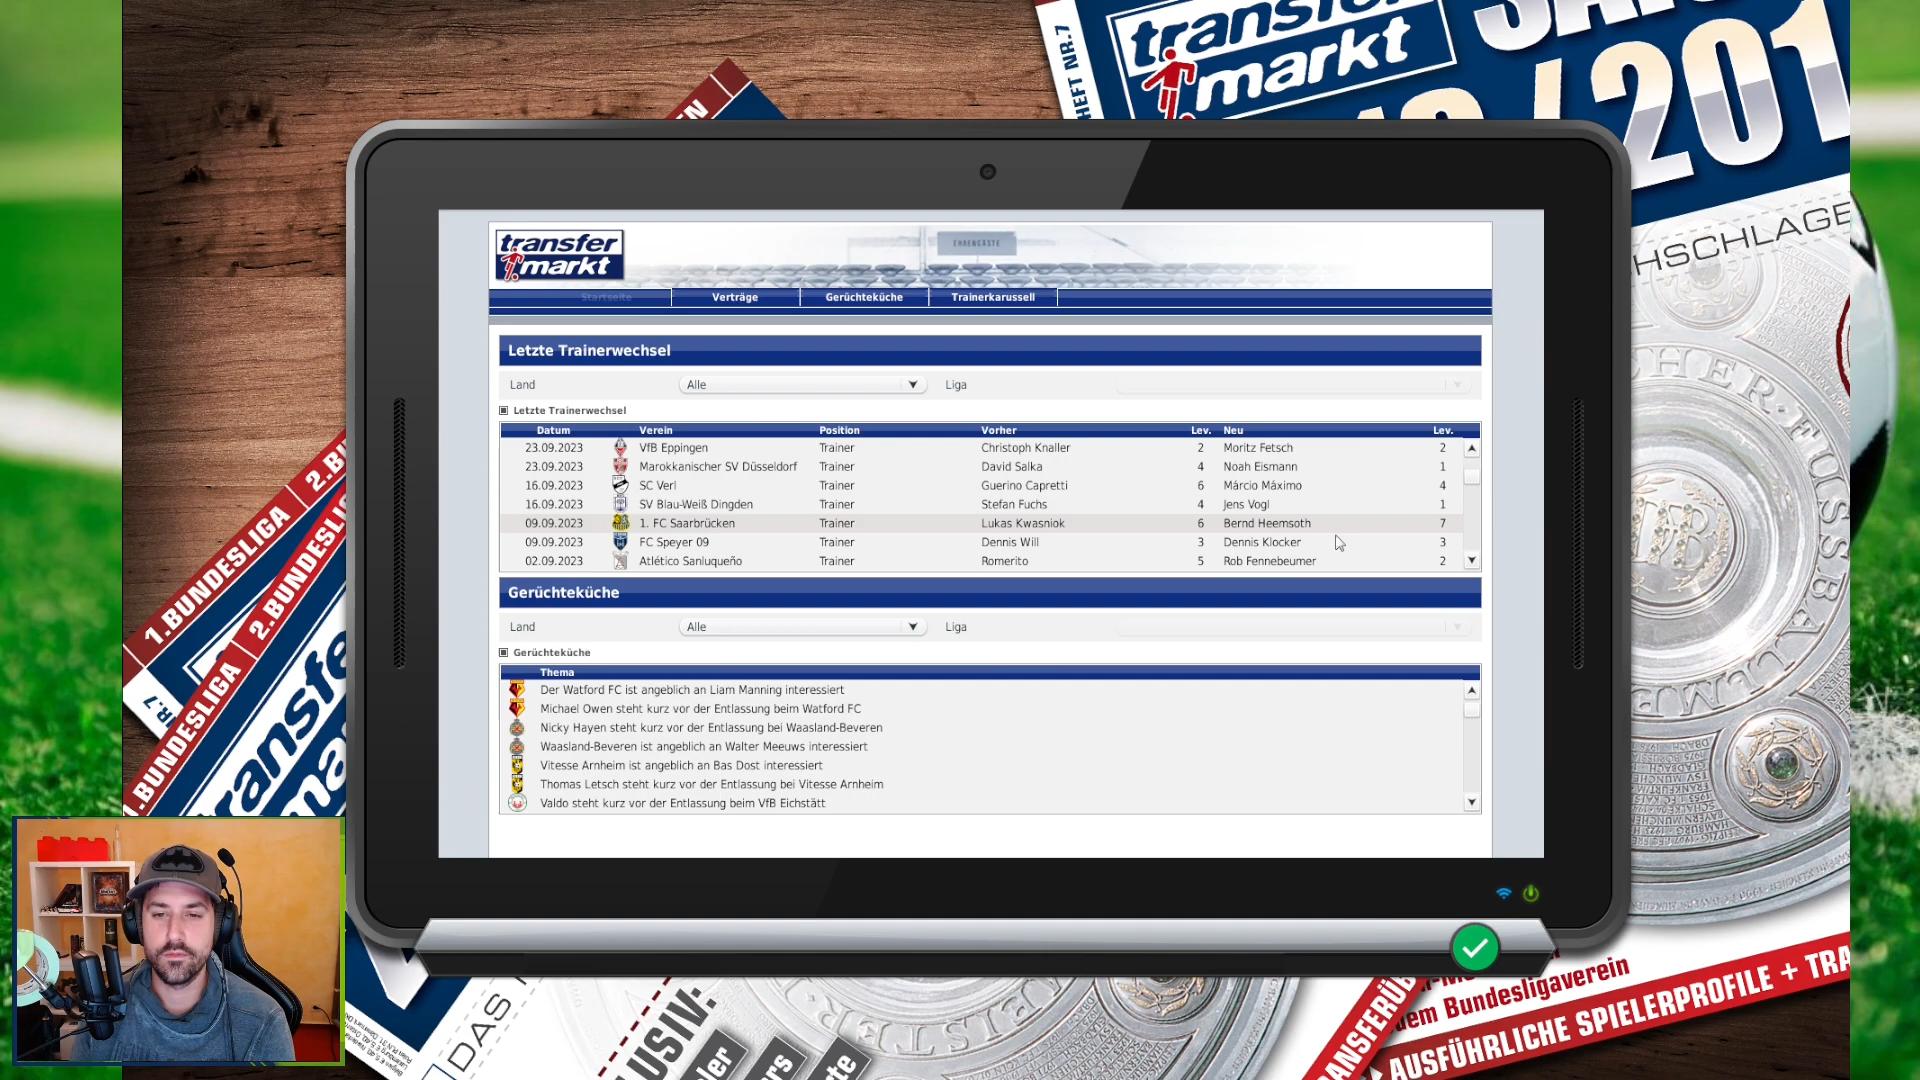 transfer
markt
HEFT NR.7
/201
HSCHLAGE
EHRENGÄSTE
transfer
markt
Startseite Verträge Gerüchteküche Trainerkarussell
Letzte Trainerwechsel
Land Alle Liga
Letzte Trainerwechsel
Datum Verein Position Vorher Lev. Neu Lev.
23.09.2023 VfB Eppingen Trainer Christoph Knaller 2 Moritz Fetsch 2
23.09.2023 Marokkanischer SV Düsseldorf Trainer David Salka 4 Noah Eismann 1
16.09.2023 SC Verl Trainer Guerino Capretti 6 Márcio Máximo 4
16.09.2023 SV Blau-Weiß Dingden Trainer Stefan Fuchs 4 Jens Vogl 1
09.09.2023 1. FC Saarbrücken Trainer Lukas Kwasniok 6 Bernd Heemsoth 7
09.09.2023 FC Speyer 09 Trainer Dennis Will 3 Dennis Klocker 3
02.09.2023 Atlético Sanluqueño Trainer Romerito 5 Rob Fennebeumer 2
Gerüchteküche
Land Alle Liga
Gerüchteküche
Thema
Der Watford FC ist angeblich an Liam Manning interessiert
Michael Owen steht kurz vor der Entlassung beim Watford FC
Nicky Hayen steht kurz vor der Entlassung bei Waasland-Beveren
Waasland-Beveren ist angeblich an Walter Meeuws interessiert
Vitesse Arnheim ist angeblich an Bas Dost interessiert
Thomas Letsch steht kurz vor der Entlassung bei Vitesse Arnheim
Valdo steht kurz vor der Entlassung beim VfB Eichstätt
1.BUNDESLIGA
2.BUNDESLIGA
DAS
em Bundesligaverein
AUSFÜHRLICHE SPIELERPROFILE + TRA